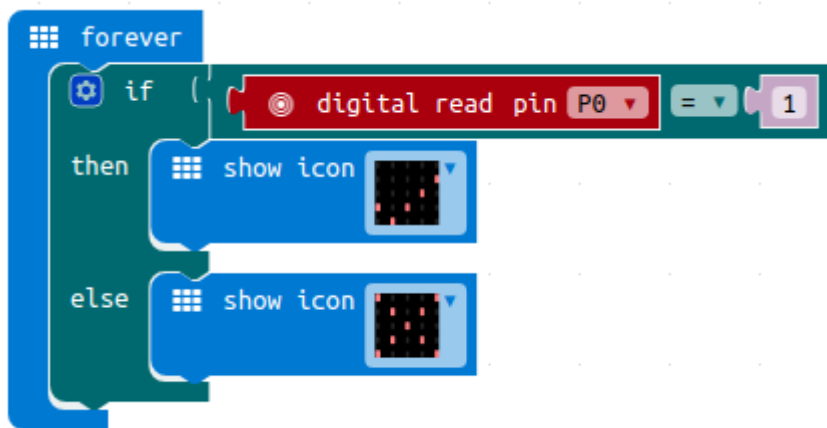 forever
if digital read pin P0 = 1
then show icon
else show icon